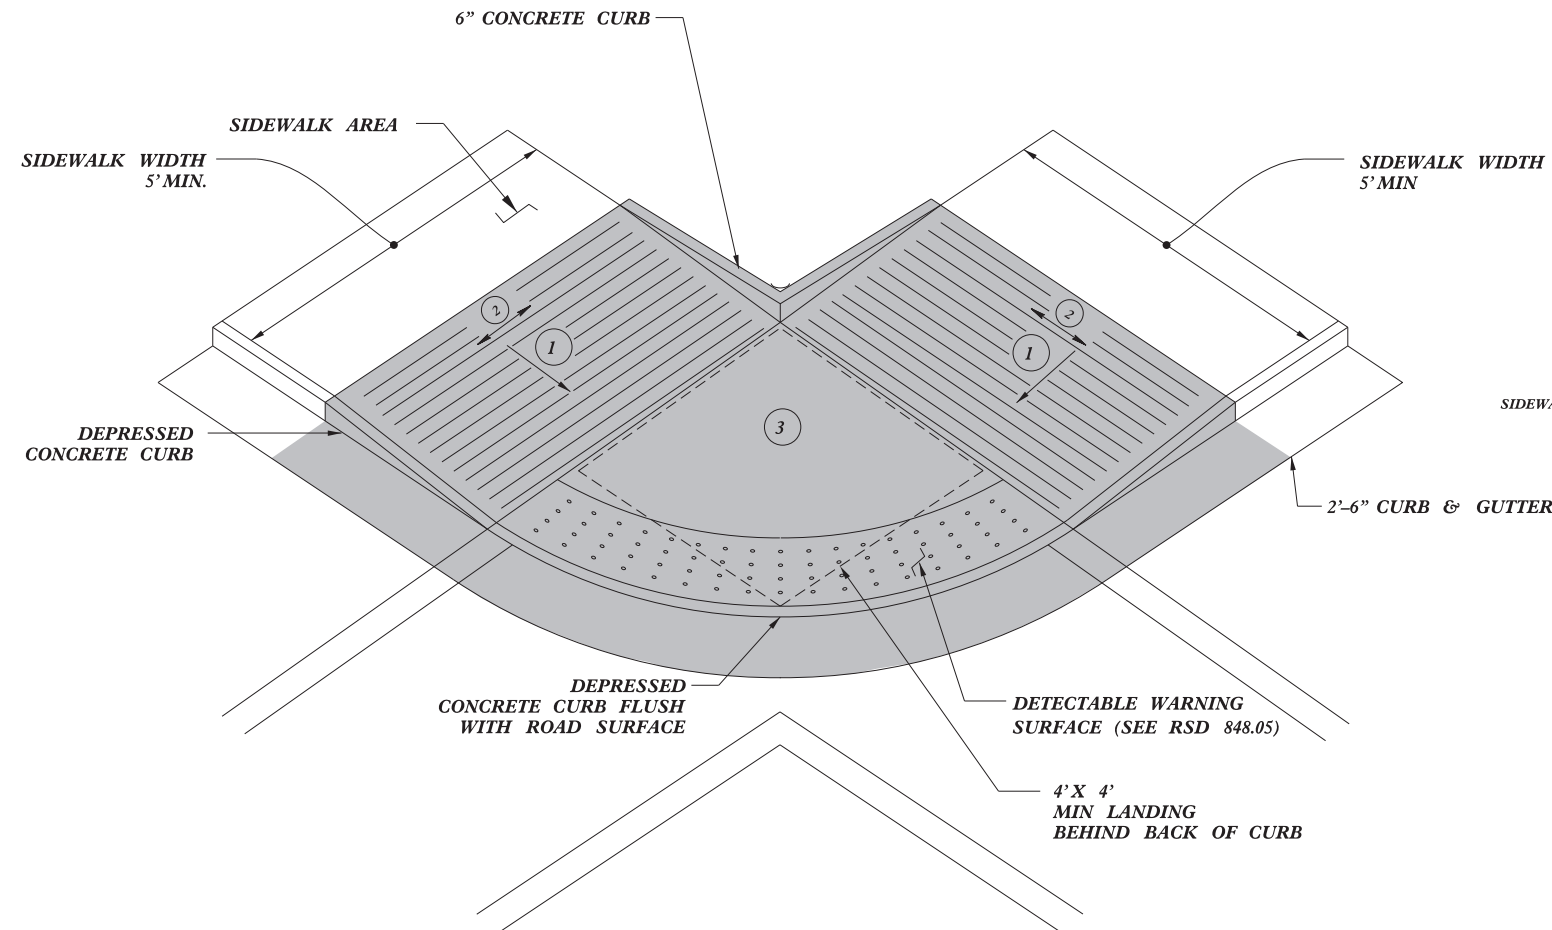 6” CONCRETE CURB
SIDEWALK AREA
SIDEWALK WIDTH
5’ MIN.
SIDEWALK WIDTH
5’ MIN
2
1
2
1
3
DEPRESSED
CONCRETE CURB
2’–6” CURB & GUTTER
DEPRESSED
CONCRETE CURB FLUSH
WITH ROAD SURFACE
DETECTABLE WARNING
SURFACE (SEE RSD 848.05)
4’ X 4’
MIN LANDING
BEHIND BACK OF CURB